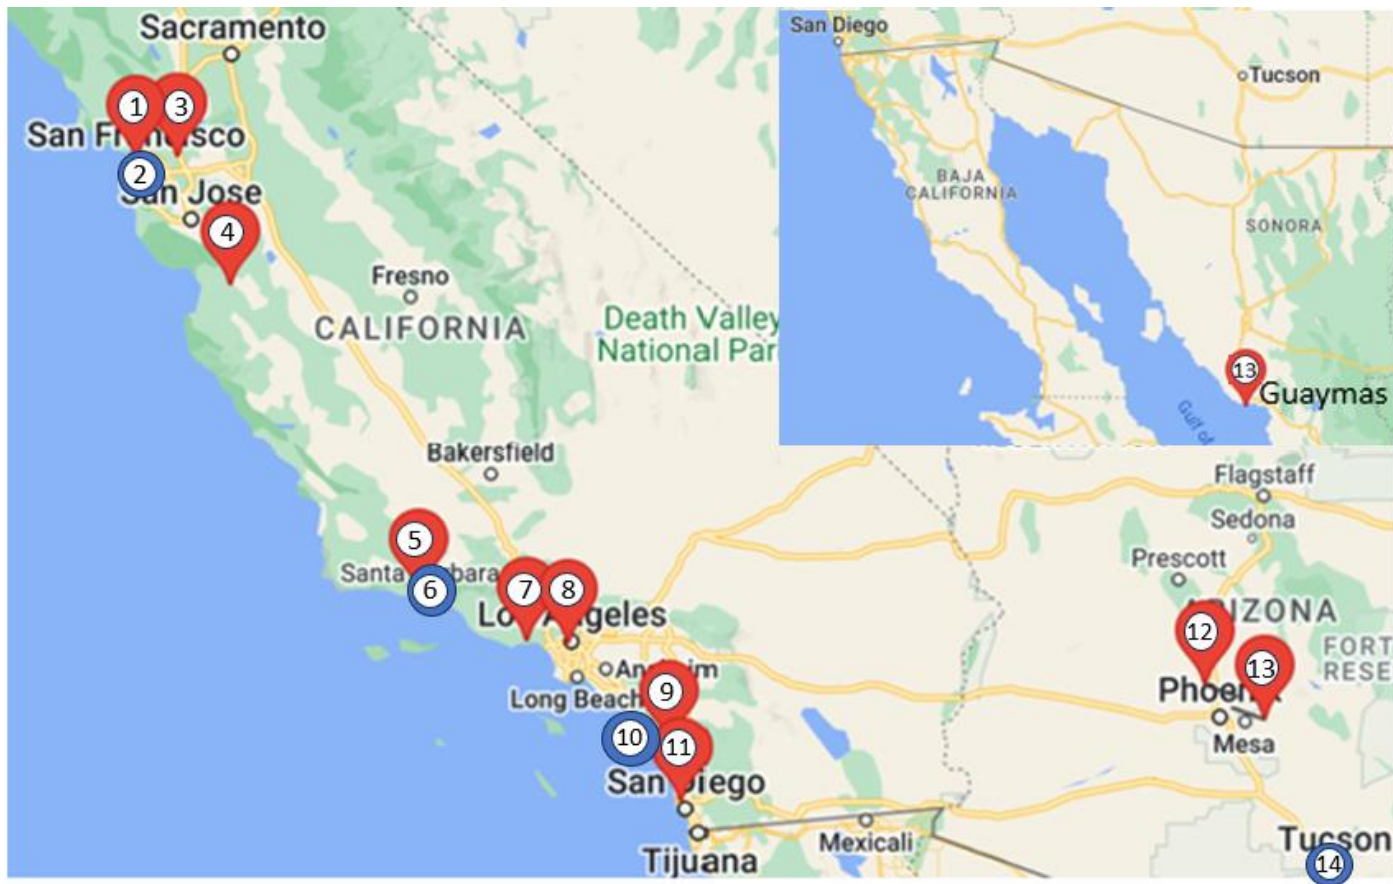 Sacramento
1
3
San Francisco
2
San Jose
4
Fresno
CALIFORNIA
Death Valley
National Par
Bakersfield
5
Santa Barbara
6
7
8
Los Angeles
Anaheim
Long Beach
9
10
11
San Diego
Tijuana
Mexicali
San Diego
Tucson
BAJA
CALIFORNIA
SONORA
13
Guaymas
Gulf of
Flagstaff
Sedona
Prescott
ARIZONA
12
FORT
RESE
13
Phoenix
Mesa
Tucson
14